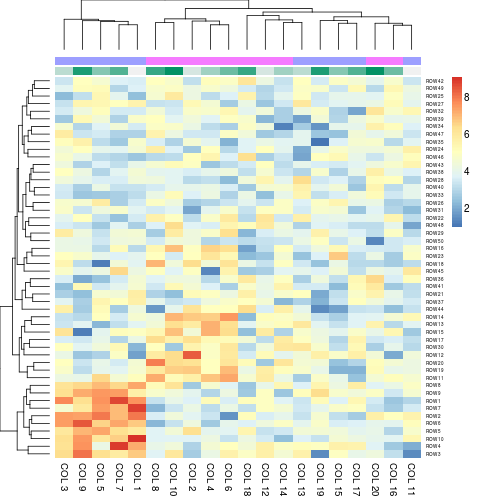 ROW42
ROW49
ROW25
ROW27
ROW32
ROW39
ROW34
ROW47
ROW35
ROW24
ROW46
ROW43
ROW38
ROW28
ROW40
ROW33
ROW26
ROW31
ROW22
ROW48
ROW29
ROW50
ROW16
ROW23
ROW18
ROW45
ROW36
ROW41
ROW21
ROW37
ROW44
ROW14
ROW13
ROW15
ROW17
ROW30
ROW12
ROW20
ROW19
ROW11
ROW8
ROW9
ROW1
ROW7
ROW2
ROW6
ROW5
ROW10
ROW4
ROW3
8
6
4
2
COL 3
COL 9
COL 5
COL 7
COL 1
COL 8
COL 10
COL 2
COL 4
COL 6
COL 18
COL 12
COL 14
COL 13
COL 19
COL 15
COL 17
COL 20
COL 16
COL 11